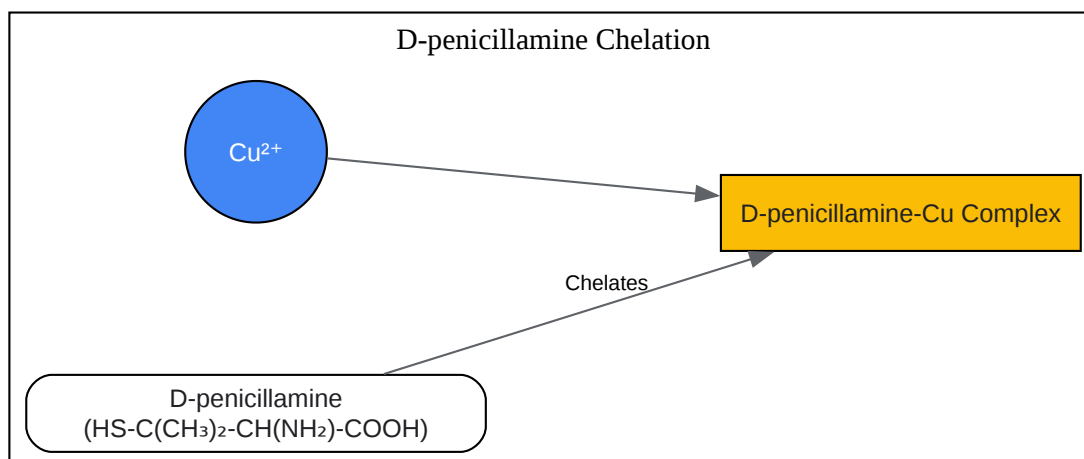 D-penicillamine Chelation
Cu²⁺
D-penicillamine-Cu Complex
Chelates
D-penicillamine
(HS-C(CH₃)₂-CH(NH₂)-COOH)